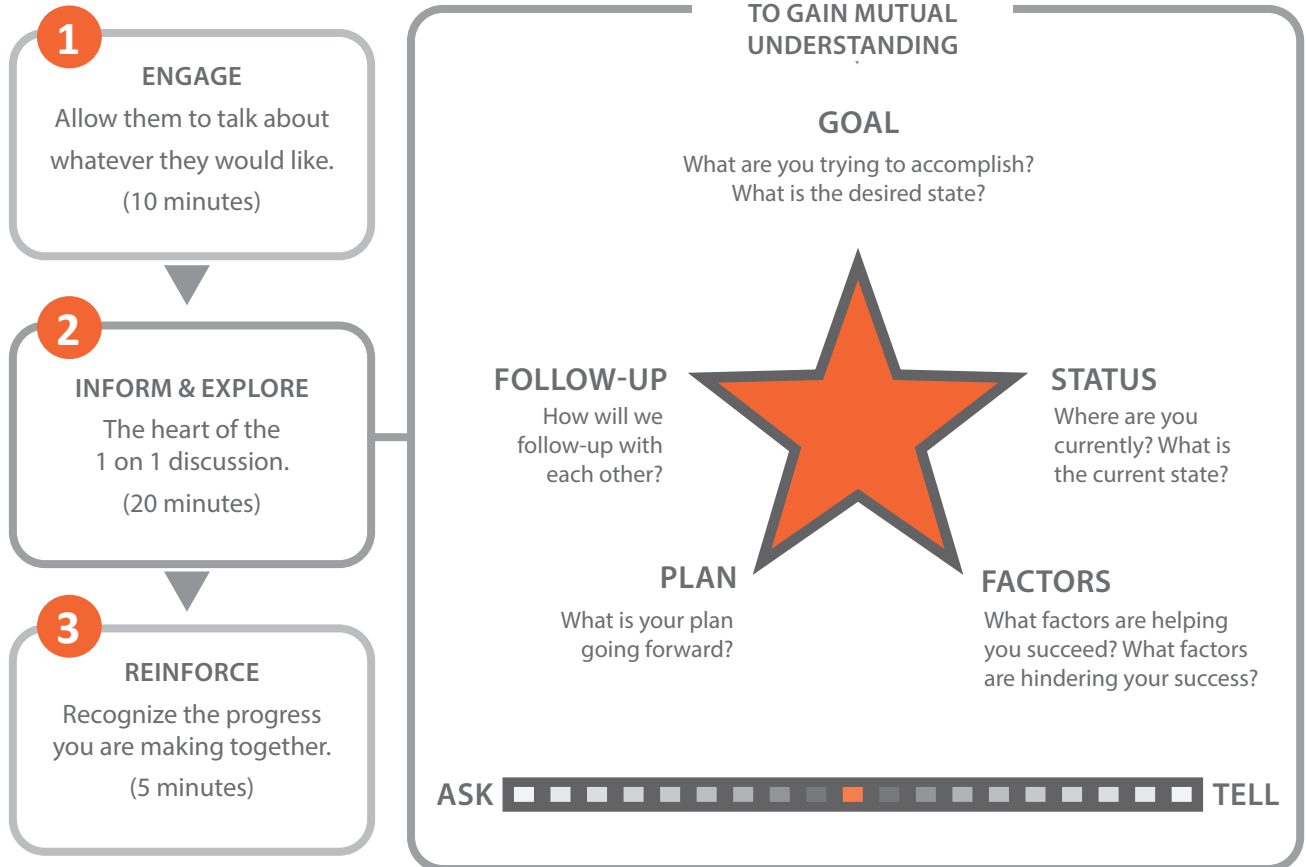 1
ENGAGE
Allow them to talk about
whatever they would like.
(10 minutes)
2
INFORM & EXPLORE
The heart of the
1 on 1 discussion.
(20 minutes)
3
REINFORCE
Recognize the progress
you are making together.
(5 minutes)
TO GAIN MUTUAL
UNDERSTANDING
GOAL
What are you trying to accomplish?
What is the desired state?
FOLLOW-UP
How will we
follow-up with
each other?
STATUS
Where are you
currently? What is
the current state?
PLAN
What is your plan
going forward?
FACTORS
What factors are helping
you succeed? What factors
are hindering your success?
ASK
TELL